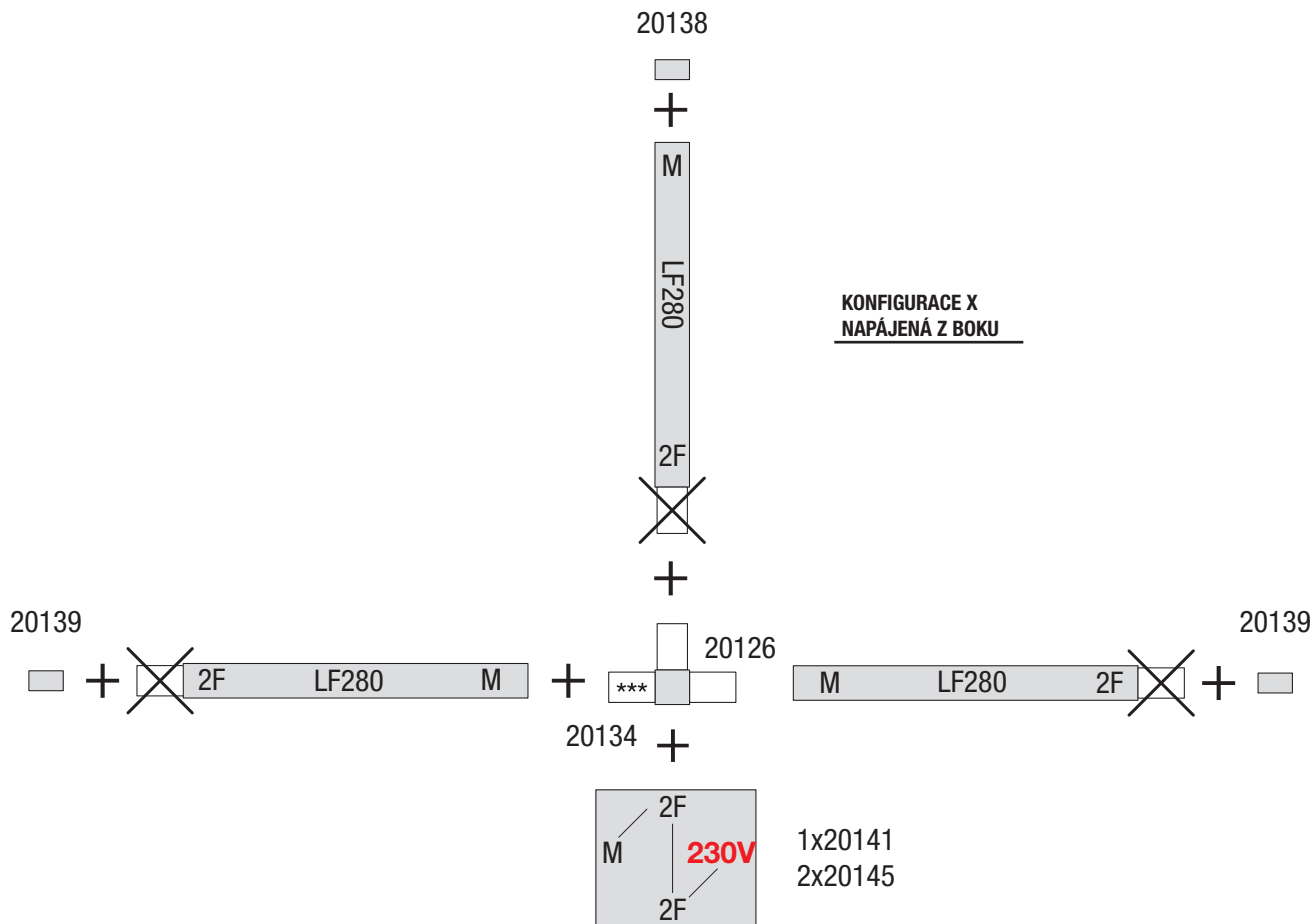 20138
M
LF280
2F
KONFIGURACE X
NAPÁJENÁ Z BOKU
20139
2F LF280 M
***
20126
M LF280 2F
20139
20134
2F
M 230V
2F
1x20141
2x20145